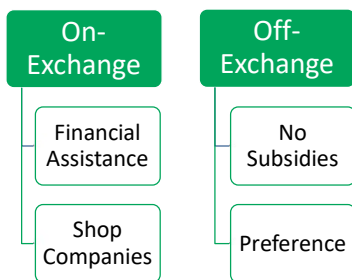 On-
Exchange
Financial
Assistance
Shop
Companies
Off-
Exchange
No
Subsidies
Preference